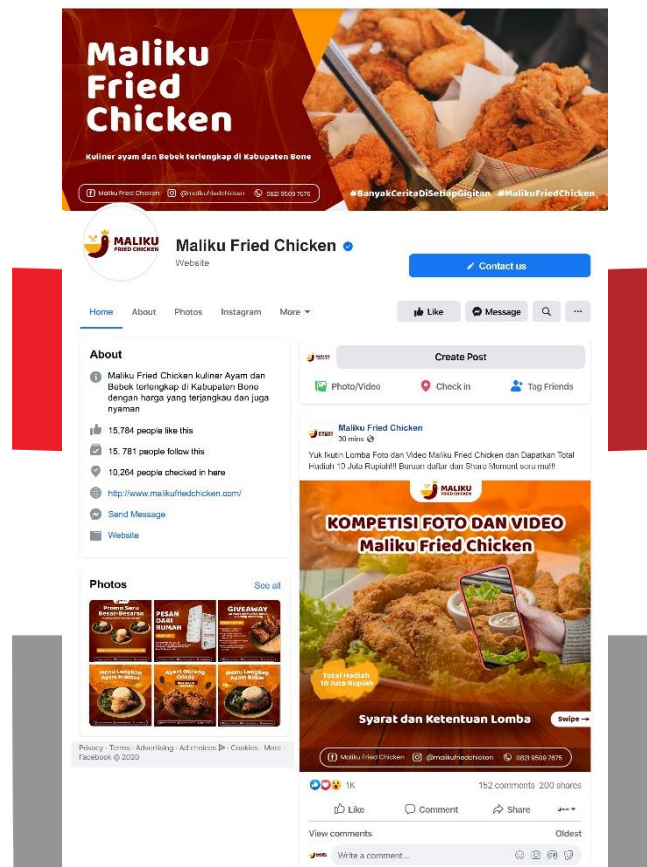 Maliku
Fried
Chicken
Kuliner ayam dan Bebek terlengkap di Kabupaten Bone
Maliku Fried Chicken @malikufriedchicken 0821 9509 7675
#BanyakCeritaDiSetiapGigitan #MalikuFriedChicken
MALIKU
FRIED CHICKEN
Maliku Fried Chicken
Website
Contact us
Home About Photos Instagram More
Like Message
About
Maliku Fried Chicken kuliner Ayam dan
Bebek terlengkap di Kabupaten Bone
dengan harga yang terjangkau dan juga
nyaman
15,784 people like this
15. 781 people follow this
10,264 people checked in here
http://www.malikufriedchicken.com/
Send Message
Website
Photos See all
Promo Seru
Besar-Besaran
PESAN
DARI
RUMAH
GIVEAWAY
Menu Lengkap
Ayam Goreng
Crispy
Menu Lengkap
Ayam Bakar
Privacy · Terms · Advertising · Ad choices · Cookies · More ·
Facebook © 2020
Create Post
Photo/Video Check in Tag Friends
Maliku Fried Chicken
30 mins
Yuk Ikutin Lomba Foto dan Video Maliku Fried Chicken dan Dapatkan Total
Hadiah 10 Juta Rupiah!!! Buruan daftar dan Share Moment seru mu!!!
MALIKU
FRIED CHICKEN
KOMPETISI FOTO DAN VIDEO
Maliku Fried Chicken
Total Hadiah
10 Juta Rupiah
Syarat dan Ketentuan Lomba
Swipe →
Maliku Fried Chicken @malikufriedchicken 0821 9509 7675
1K 152 comments 200 shares
Like Comment Share
View comments Oldest
Write a comment...